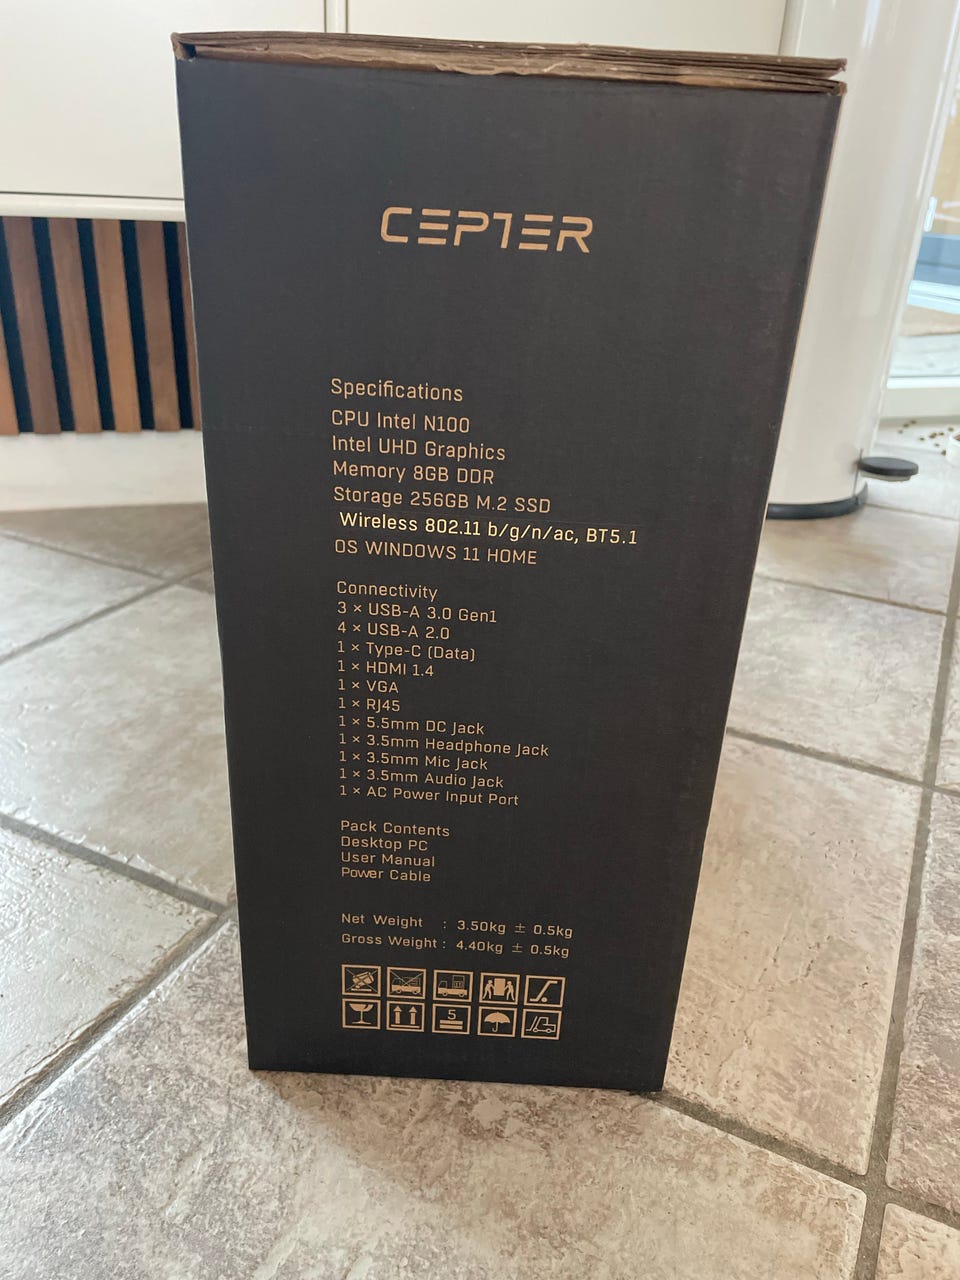 CEPTER
Specifications
CPU Intel N100
Intel UHD Graphics
Memory 8GB DDR
Storage 256GB M.2 SSD
Wireless 802.11 b/g/n/ac, BT5.1
OS WINDOWS 11 HOME
Connectivity
3 × USB-A 3.0 Gen1
4 × USB-A 2.0
1 × Type-C (Data)
1 × HDMI 1.4
1 × VGA
1 × RJ45
1 × 5.5mm DC Jack
1 × 3.5mm Headphone Jack
1 × 3.5mm Mic Jack
1 × 3.5mm Audio Jack
1 × AC Power Input Port
Pack Contents
Desktop PC
User Manual
Power Cable
Net Weight : 3.50kg ± 0.5kg
Gross Weight : 4.40kg ± 0.5kg
5